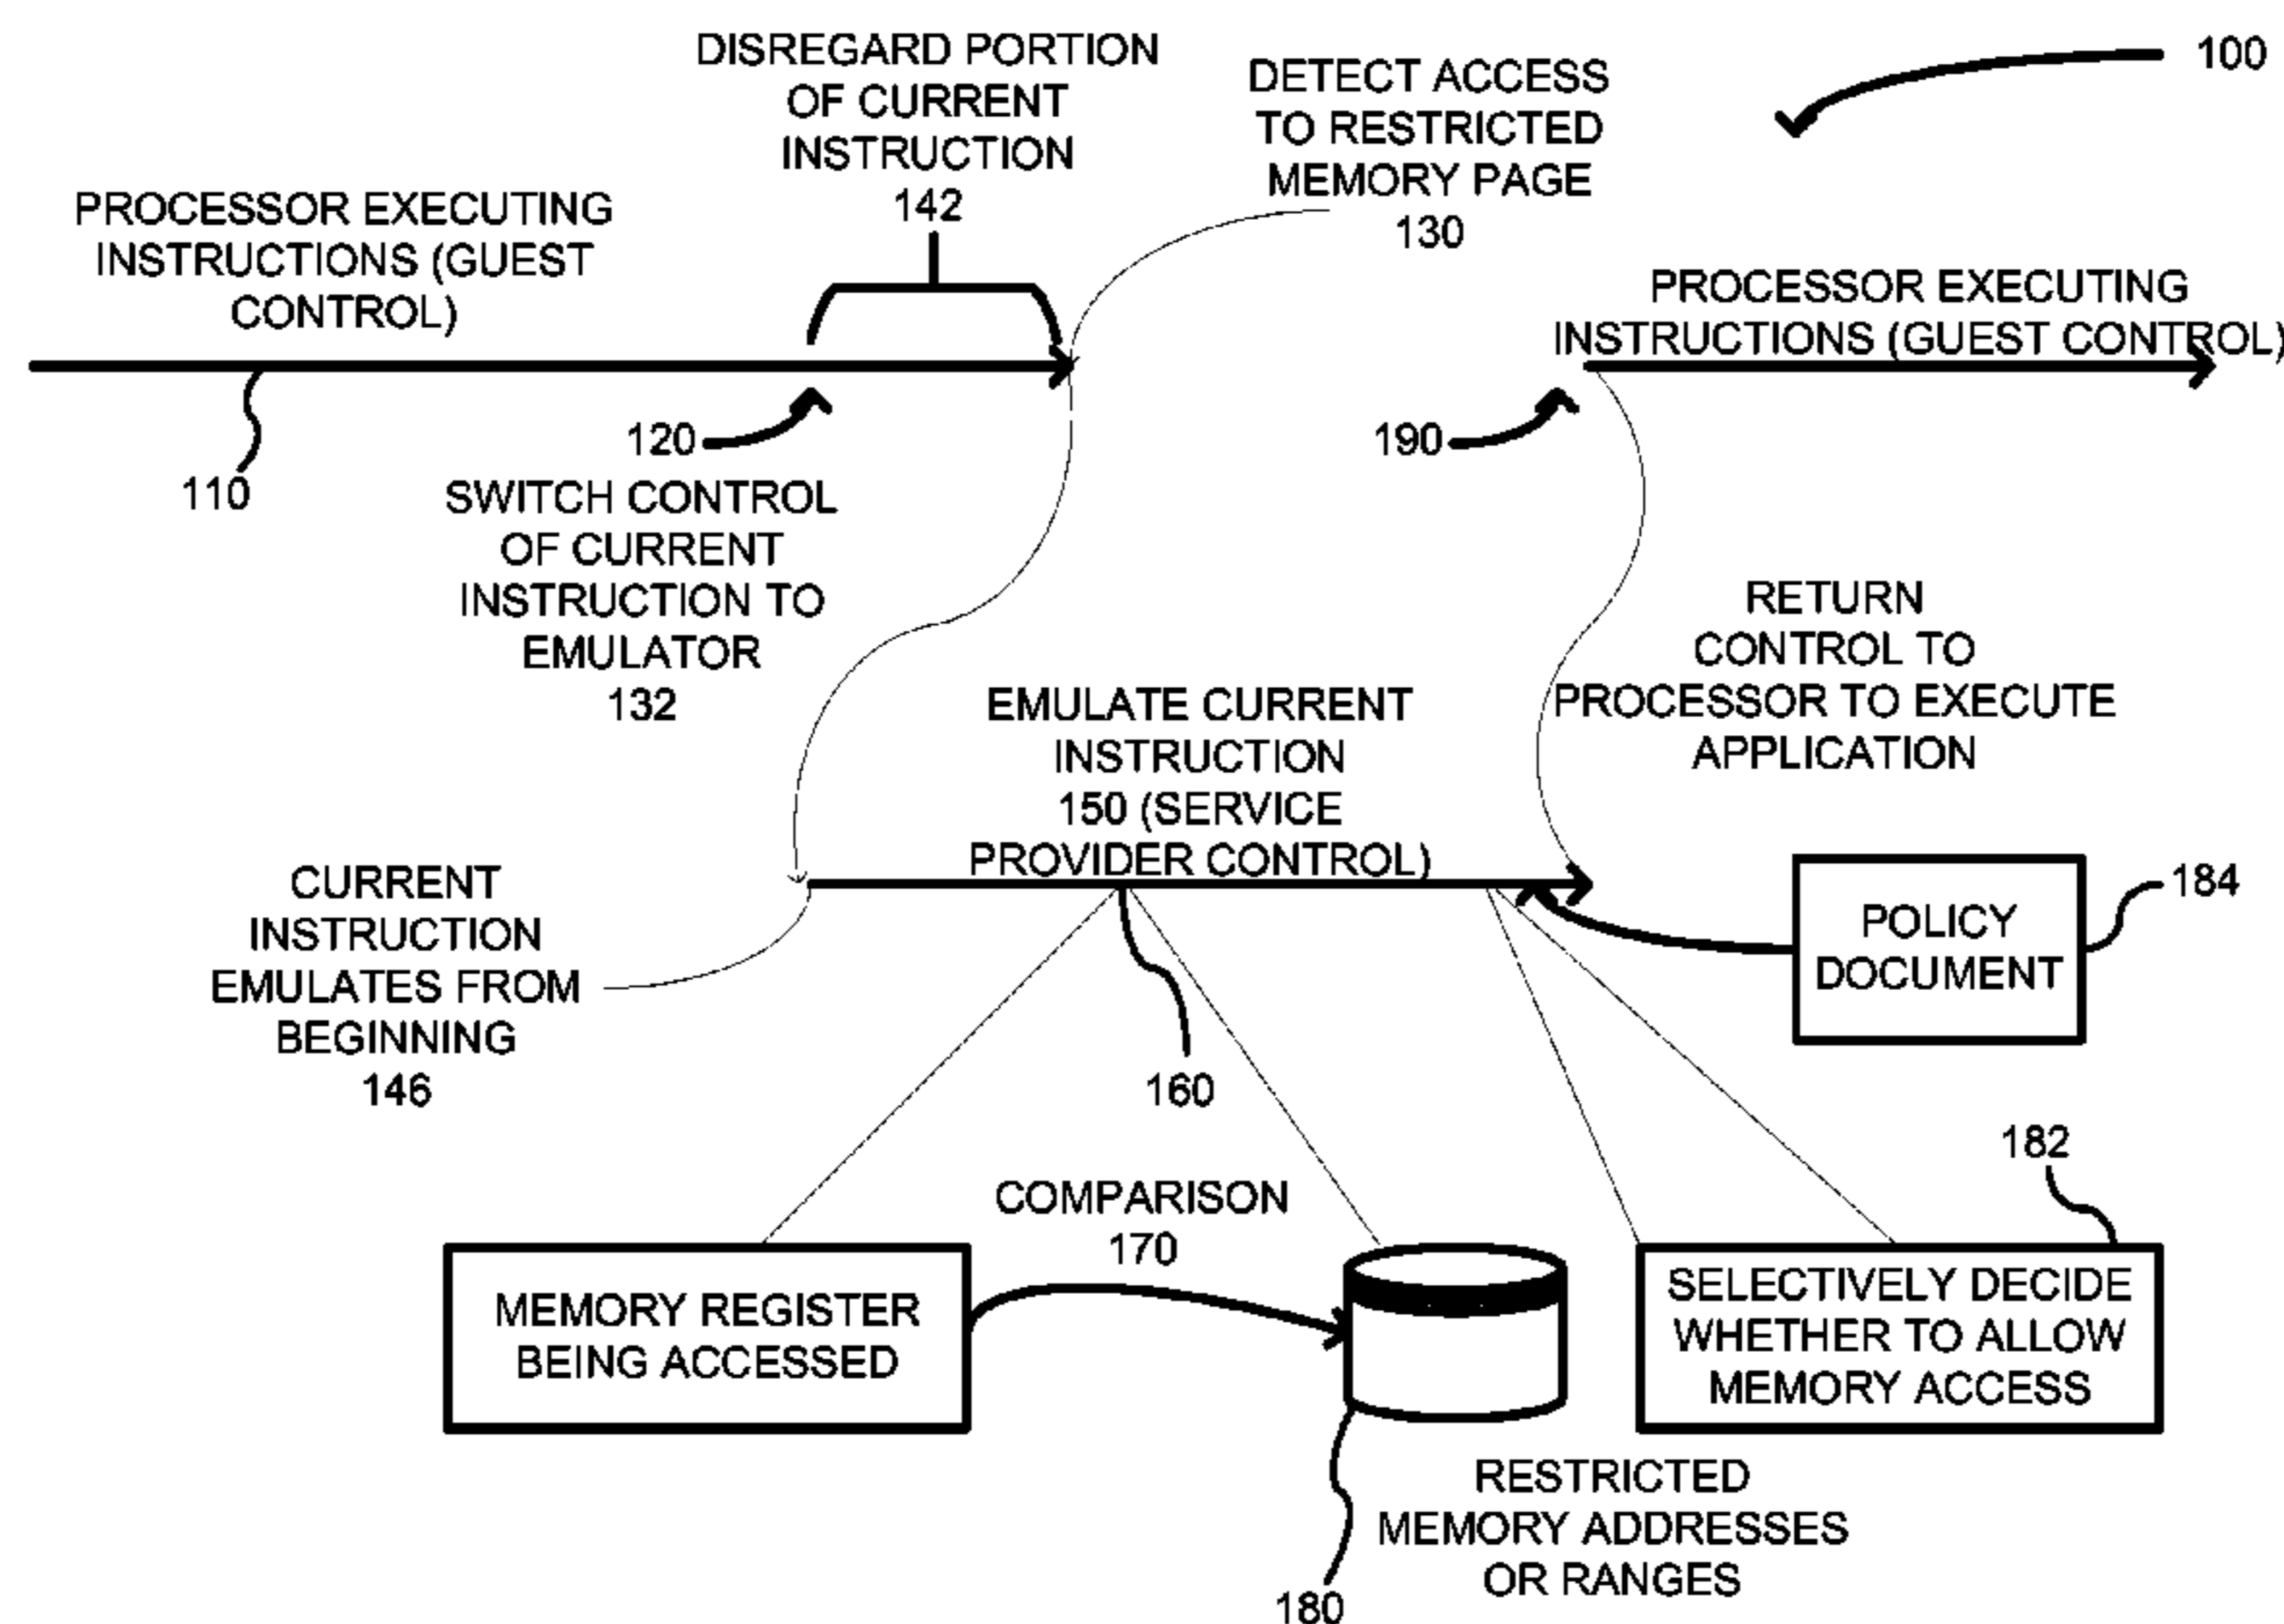 DISREGARD PORTION
OF CURRENT
INSTRUCTION
142
DETECT ACCESS
TO RESTRICTED
MEMORY PAGE
130
100
PROCESSOR EXECUTING
INSTRUCTIONS (GUEST
CONTROL)
PROCESSOR EXECUTING
INSTRUCTIONS (GUEST CONTROL)
110
120
SWITCH CONTROL
OF CURRENT
INSTRUCTION TO
EMULATOR
132
190
RETURN
CONTROL TO
PROCESSOR TO EXECUTE
APPLICATION
EMULATE CURRENT
INSTRUCTION
150 (SERVICE
PROVIDER CONTROL)
CURRENT
INSTRUCTION
EMULATES FROM
BEGINNING
146
POLICY
DOCUMENT
184
160
COMPARISON
170
182
MEMORY REGISTER
BEING ACCESSED
SELECTIVELY DECIDE
WHETHER TO ALLOW
MEMORY ACCESS
RESTRICTED
MEMORY ADDRESSES
OR RANGES
180